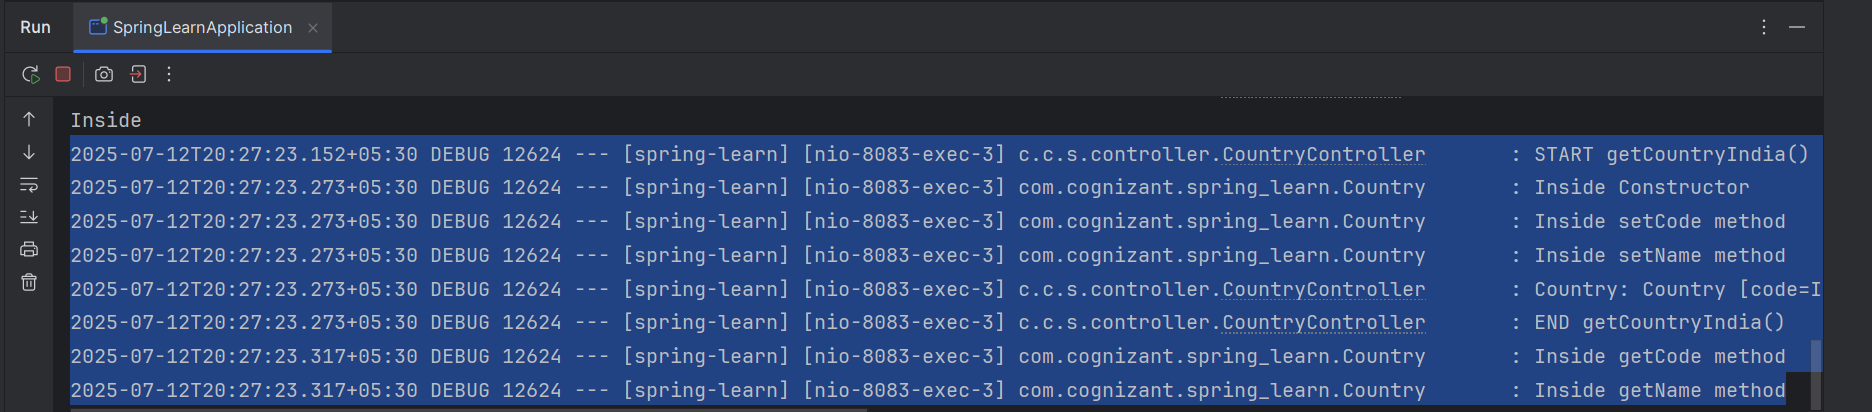 Run SpringLearnApplication
Inside
2025-07-12T20:27:23.152+05:30 DEBUG 12624 --- [spring-learn] [nio-8083-exec-3] c.c.s.controller.CountryController : START getCountryIndia()
2025-07-12T20:27:23.273+05:30 DEBUG 12624 --- [spring-learn] [nio-8083-exec-3] com.cognizant.spring_learn.Country : Inside Constructor
2025-07-12T20:27:23.273+05:30 DEBUG 12624 --- [spring-learn] [nio-8083-exec-3] com.cognizant.spring_learn.Country : Inside setCode method
2025-07-12T20:27:23.273+05:30 DEBUG 12624 --- [spring-learn] [nio-8083-exec-3] com.cognizant.spring_learn.Country : Inside setName method
2025-07-12T20:27:23.273+05:30 DEBUG 12624 --- [spring-learn] [nio-8083-exec-3] c.c.s.controller.CountryController : Country: Country [code=I
2025-07-12T20:27:23.273+05:30 DEBUG 12624 --- [spring-learn] [nio-8083-exec-3] c.c.s.controller.CountryController : END getCountryIndia()
2025-07-12T20:27:23.317+05:30 DEBUG 12624 --- [spring-learn] [nio-8083-exec-3] com.cognizant.spring_learn.Country : Inside getCode method
2025-07-12T20:27:23.317+05:30 DEBUG 12624 --- [spring-learn] [nio-8083-exec-3] com.cognizant.spring_learn.Country : Inside getName method